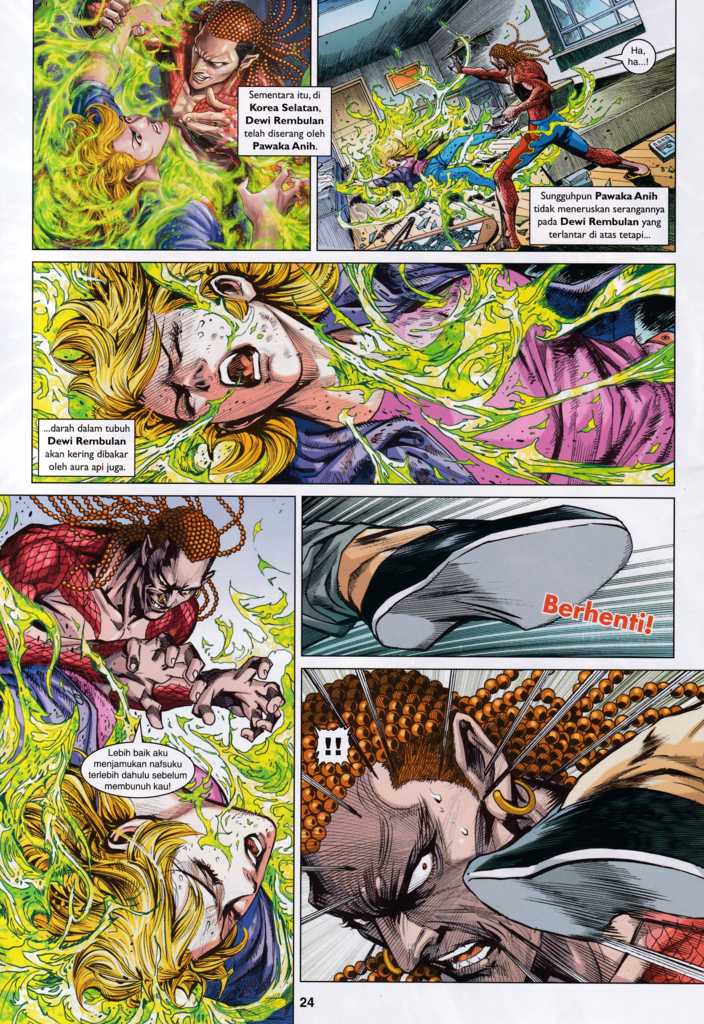 Sementara itu, di
Korea Selatan,
Dewi Rembulan
telah diserang oleh
Pawaka Anih.
Ha,
ha...!
Sungguhpun Pawaka Anih
tidak meneruskan serangannya
pada Dewi Rembulan yang
terlantar di atas tetapi...
...darah dalam tubuh
Dewi Rembulan
akan kering dibakar
oleh aura api juga.
Lebih baik aku
menjamukan nafsuku
terlebih dahulu sebelum
membunuh kau!
Berhenti!
!!
24